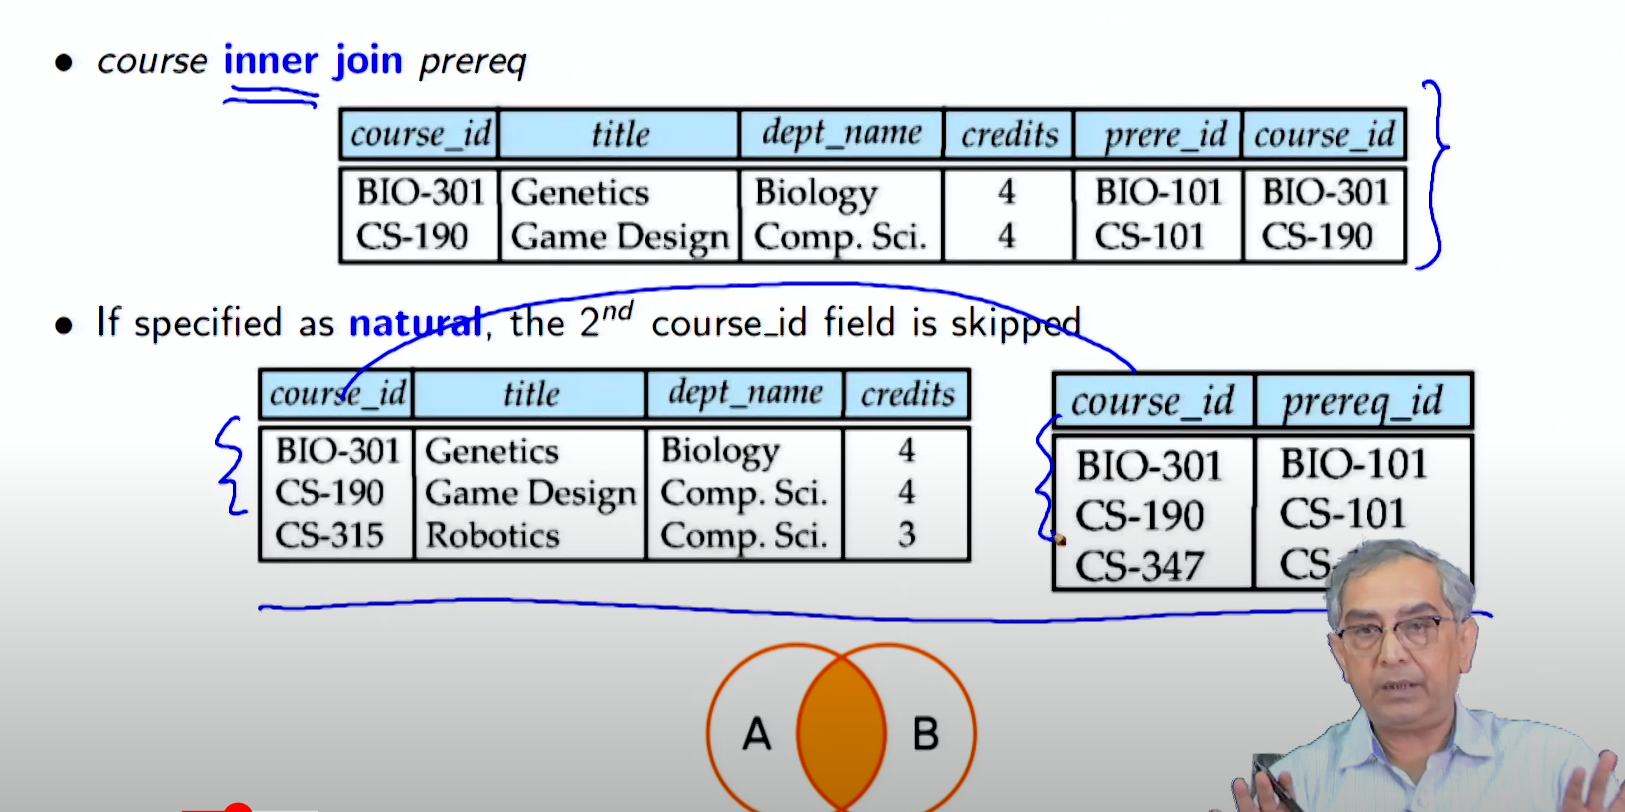 • course inner join prereq
course_id title dept_name credits prere_id course_id
BIO-301 Genetics Biology 4 BIO-101 BIO-301
CS-190 Game Design Comp. Sci. 4 CS-101 CS-190
• If specified as natural, the 2nd course_id field is skipped
course_id title dept_name credits
BIO-301 Genetics Biology 4
CS-190 Game Design Comp. Sci. 4
CS-315 Robotics Comp. Sci. 3
course_id prereq_id
BIO-301 BIO-101
CS-190 CS-101
CS-347 CS-
A B